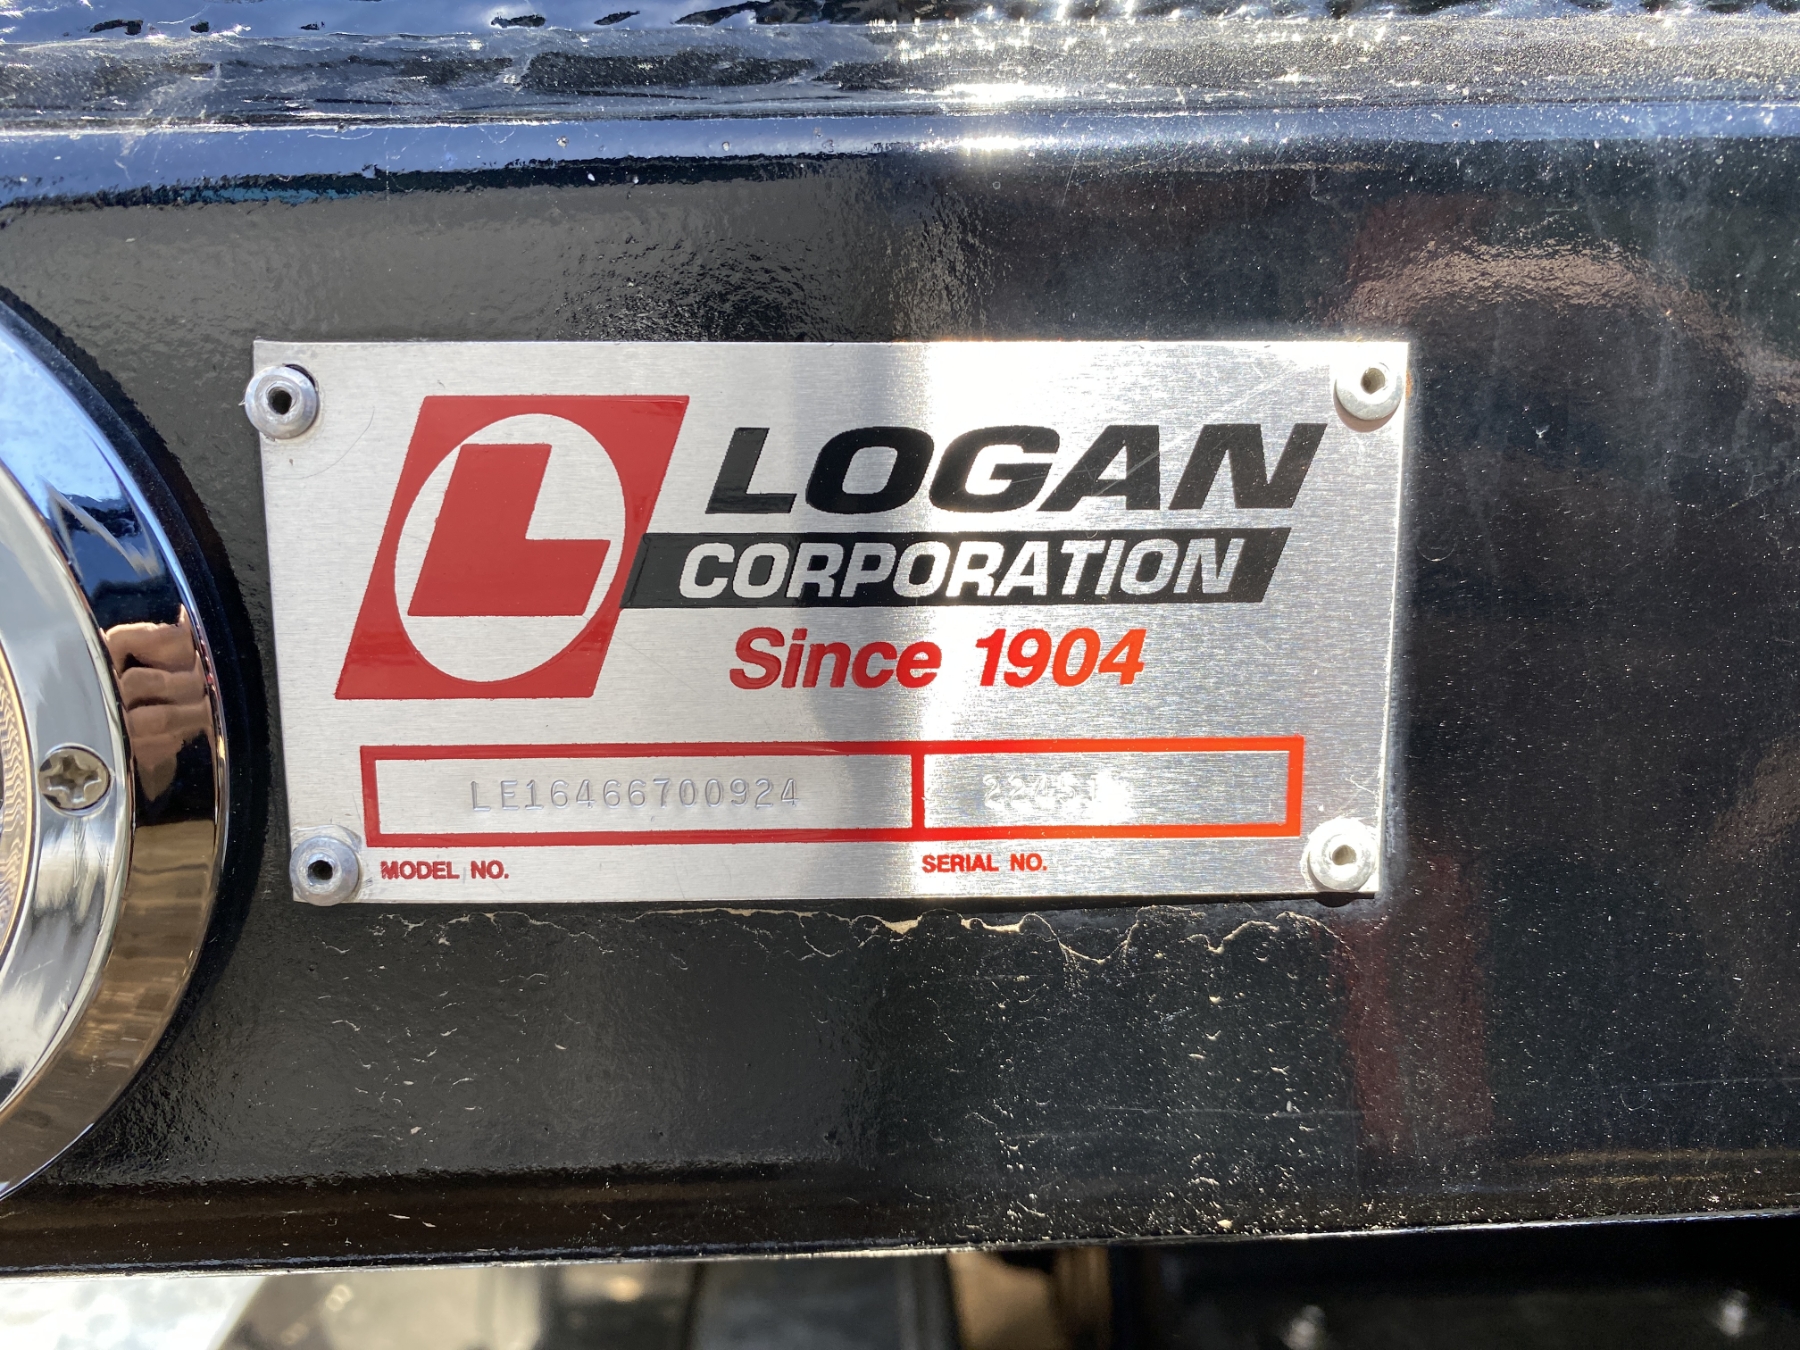 L
LOGAN
CORPORATION
Since 1904
LE16466700924
MODEL NO.
SERIAL NO.